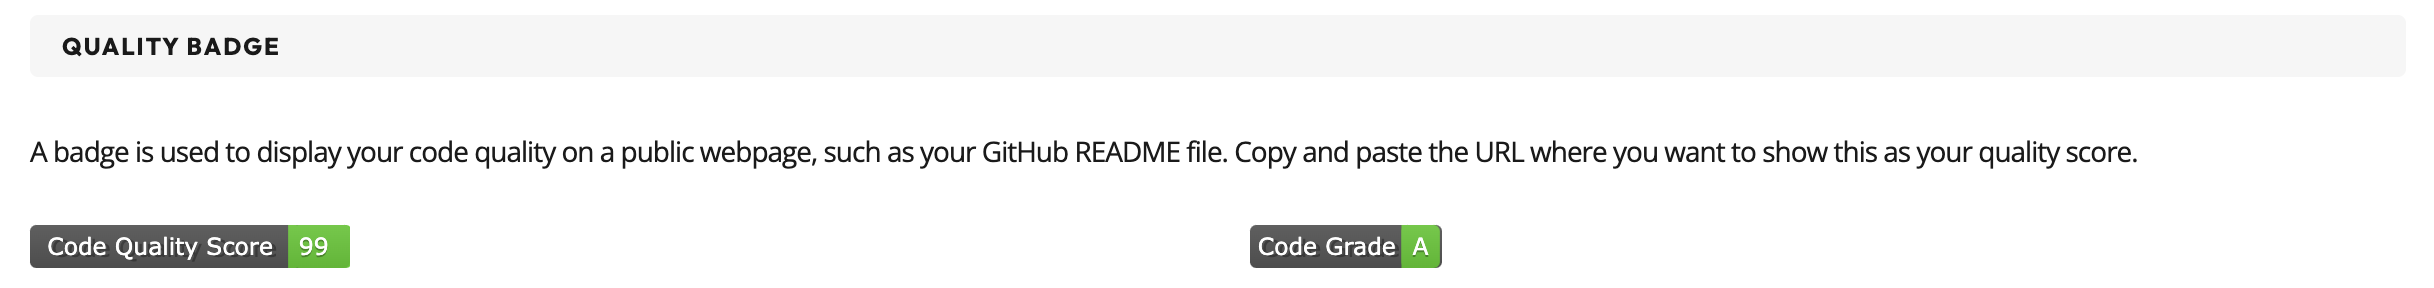 QUALITY BADGE
A badge is used to display your code quality on a public webpage, such as your GitHub README file. Copy and paste the URL where you want to show this as your quality score.
Code Quality Score 99 Code Grade A